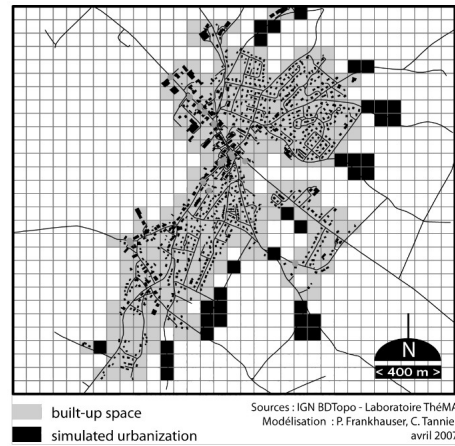 N
< 400 m >
built-up space
simulated urbanization
Sources : IGN BDTopo - Laboratoire ThéMA
Modélisation : P. Frankhauser, C. Tannier
avril 2007